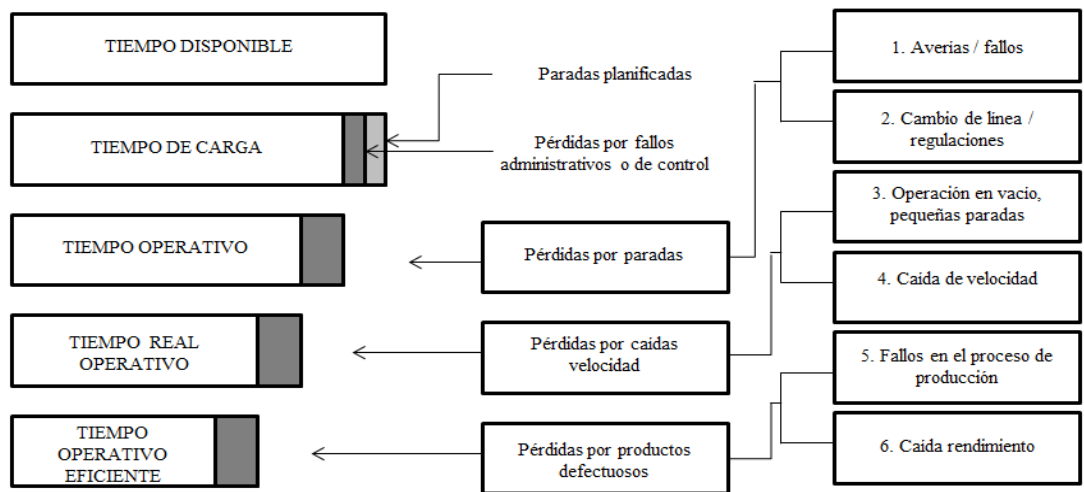 TIEMPO DISPONIBLE
TIEMPO DE CARGA
TIEMPO OPERATIVO
TIEMPO REAL
OPERATIVO
TIEMPO
OPERATIVO
EFICIENTE
Paradas planificadas
Pérdidas por fallos
administrativos o de control
Pérdidas por paradas
Pérdidas por caídas
velocidad
Pérdidas por productos
defectuosos
1. Averías / fallos
2. Cambio de línea /
regulaciones
3. Operación en vacío,
pequeñas paradas
4. Caída de velocidad
5. Fallos en el proceso de
producción
6. Caída rendimiento